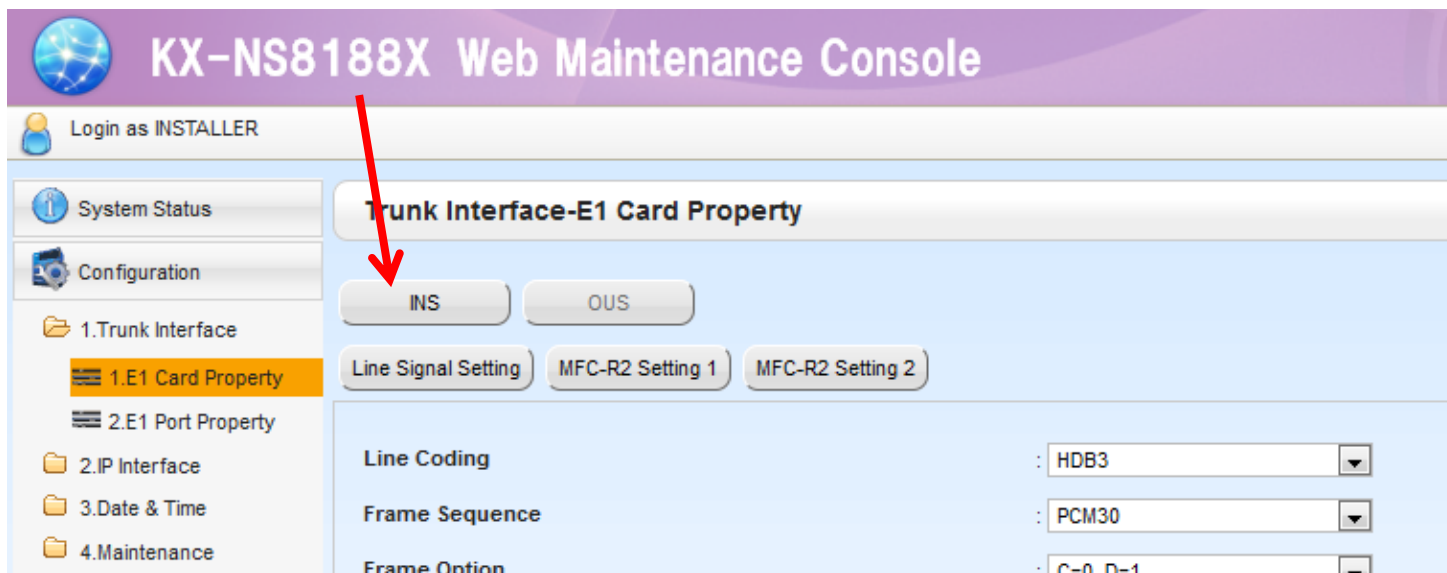 KX-NS8188X Web Maintenance Console
Login as INSTALLER
System Status
Configuration
1.Trunk Interface
1.E1 Card Property
2.E1 Port Property
2.IP Interface
3.Date & Time
4.Maintenance
Trunk Interface-E1 Card Property
INS OUS
Line Signal Setting MFC-R2 Setting 1 MFC-R2 Setting 2
Line Coding : HDB3
Frame Sequence : PCM30
Frame Option : C=0, D=1